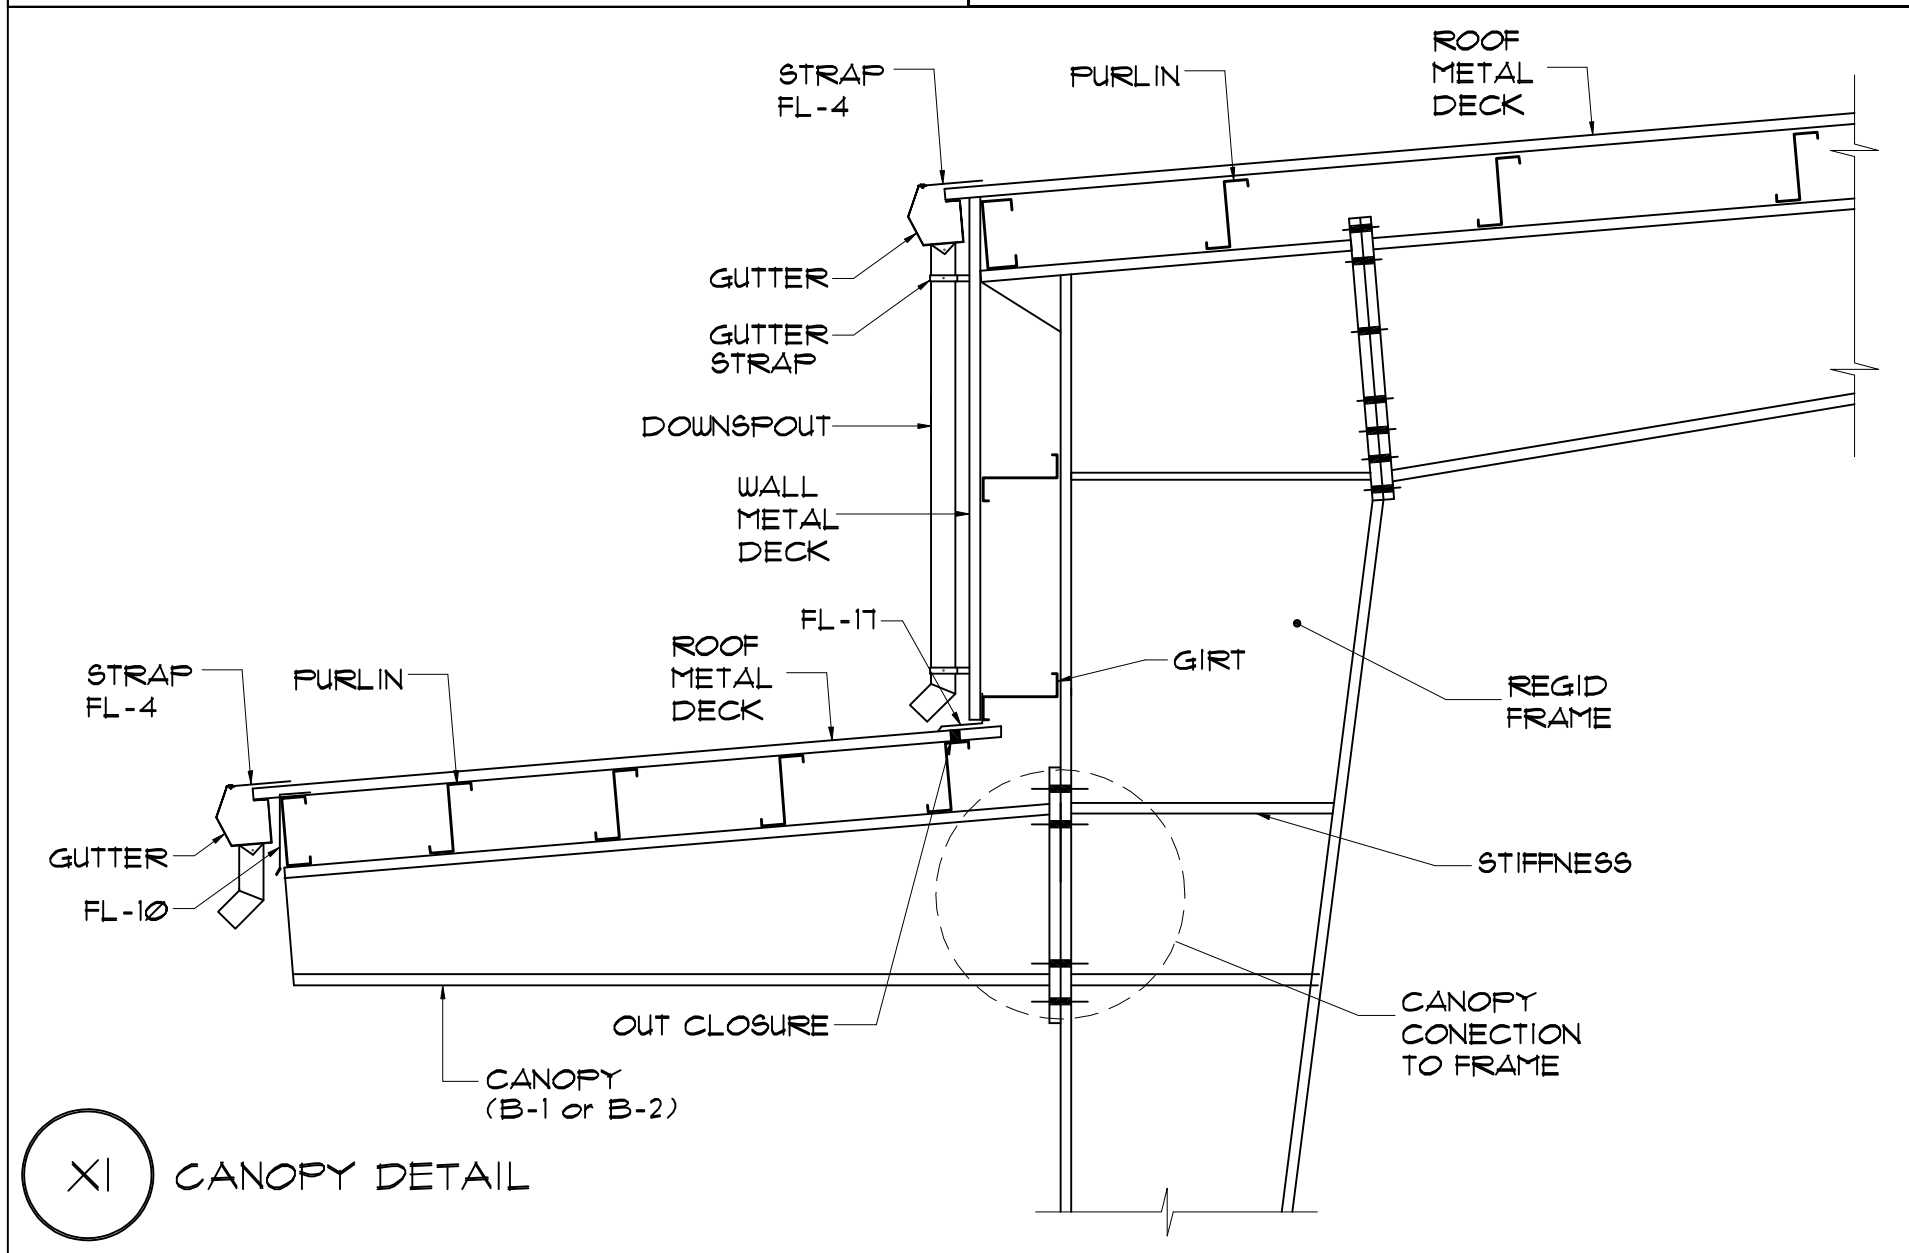 STRAP
FL-4
PURLIN
ROOF
METAL
DECK
GUTTER
GUTTER
STRAP
DOWNSPOUT
WALL
METAL
DECK
FL-17
ROOF
METAL
DECK
STRAP
FL-4
PURLIN
GIRT
REGID
FRAME
GUTTER
FL-10
STIFFNESS
OUT CLOSURE
CANOPY
CONECTION
TO FRAME
CANOPY
(B-1 or B-2)
X1 CANOPY DETAIL